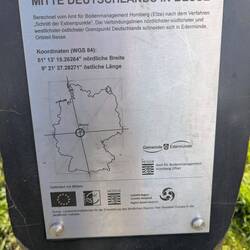 MITTE DEUTSCHLANDS IN BESSE
Berechnet vom Amt für Bodenmanagement Homberg (Efze) nach dem Verfahren
„Schnitt der Extrempunkte". Die Verbindungslinien nördlichster-südlichster und
westlichster-östlichster Grenzpunkt Deutschlands schneiden sich in Edermünde,
Ortsteil Besse.
Koordinaten (WGS 84):
51° 13' 15.26264" nördliche Breite
9° 21' 37.28271" östliche Länge
Gemeinde Edermünde
Amt für Bodenmanagement
Homberg (Efze)